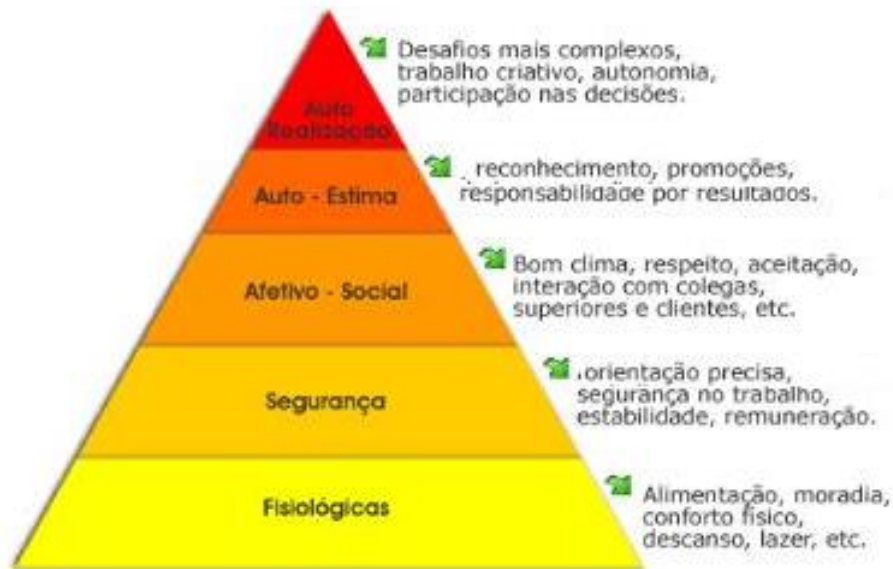 Desafios mais complexos,
trabalho criativo, autonomia,
participação nas decisões.
Auto
Realização
. reconhecimento, promoções,
responsabilidade por resultados.
Auto - Estima
Bom clima, respeito, aceitação,
interação com colegas,
superiores e clientes, etc.
Afetivo - Social
.orientação precisa,
segurança no trabalho,
estabilidade, remuneração.
Segurança
Alimentação, moradia,
conforto físico,
descanso, lazer, etc.
Fisiológicas